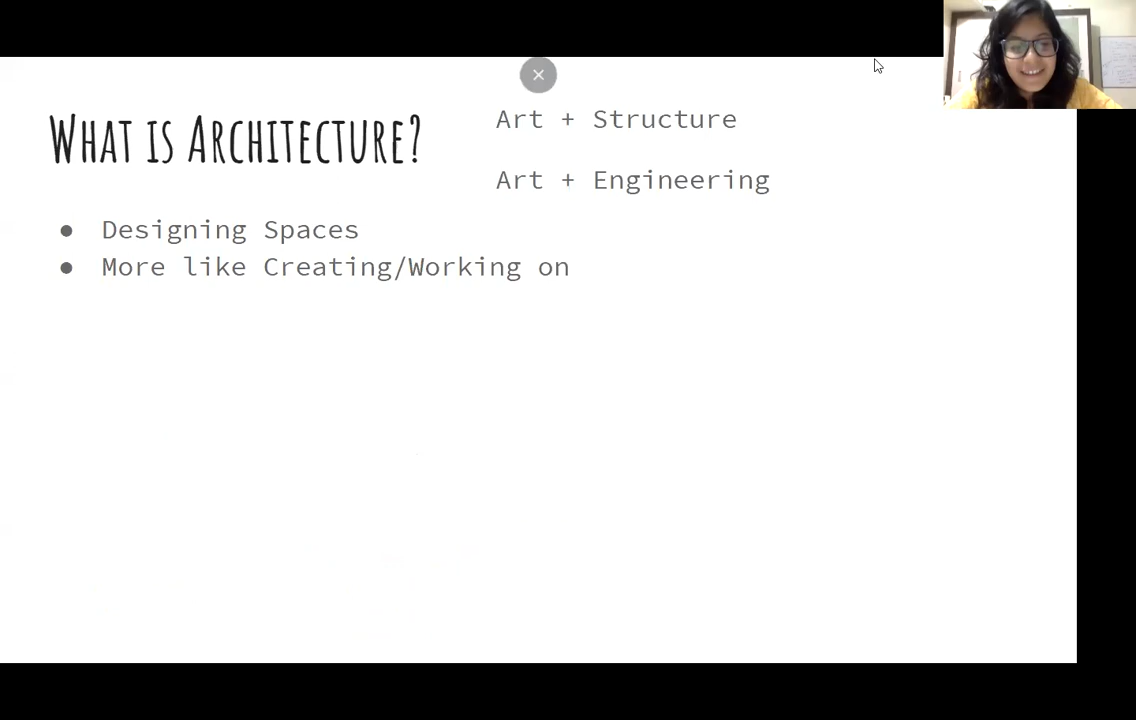 WHAT IS ARCHITECTURE?
Art + Structure
Art + Engineering
● Designing Spaces
● More like Creating/Working on